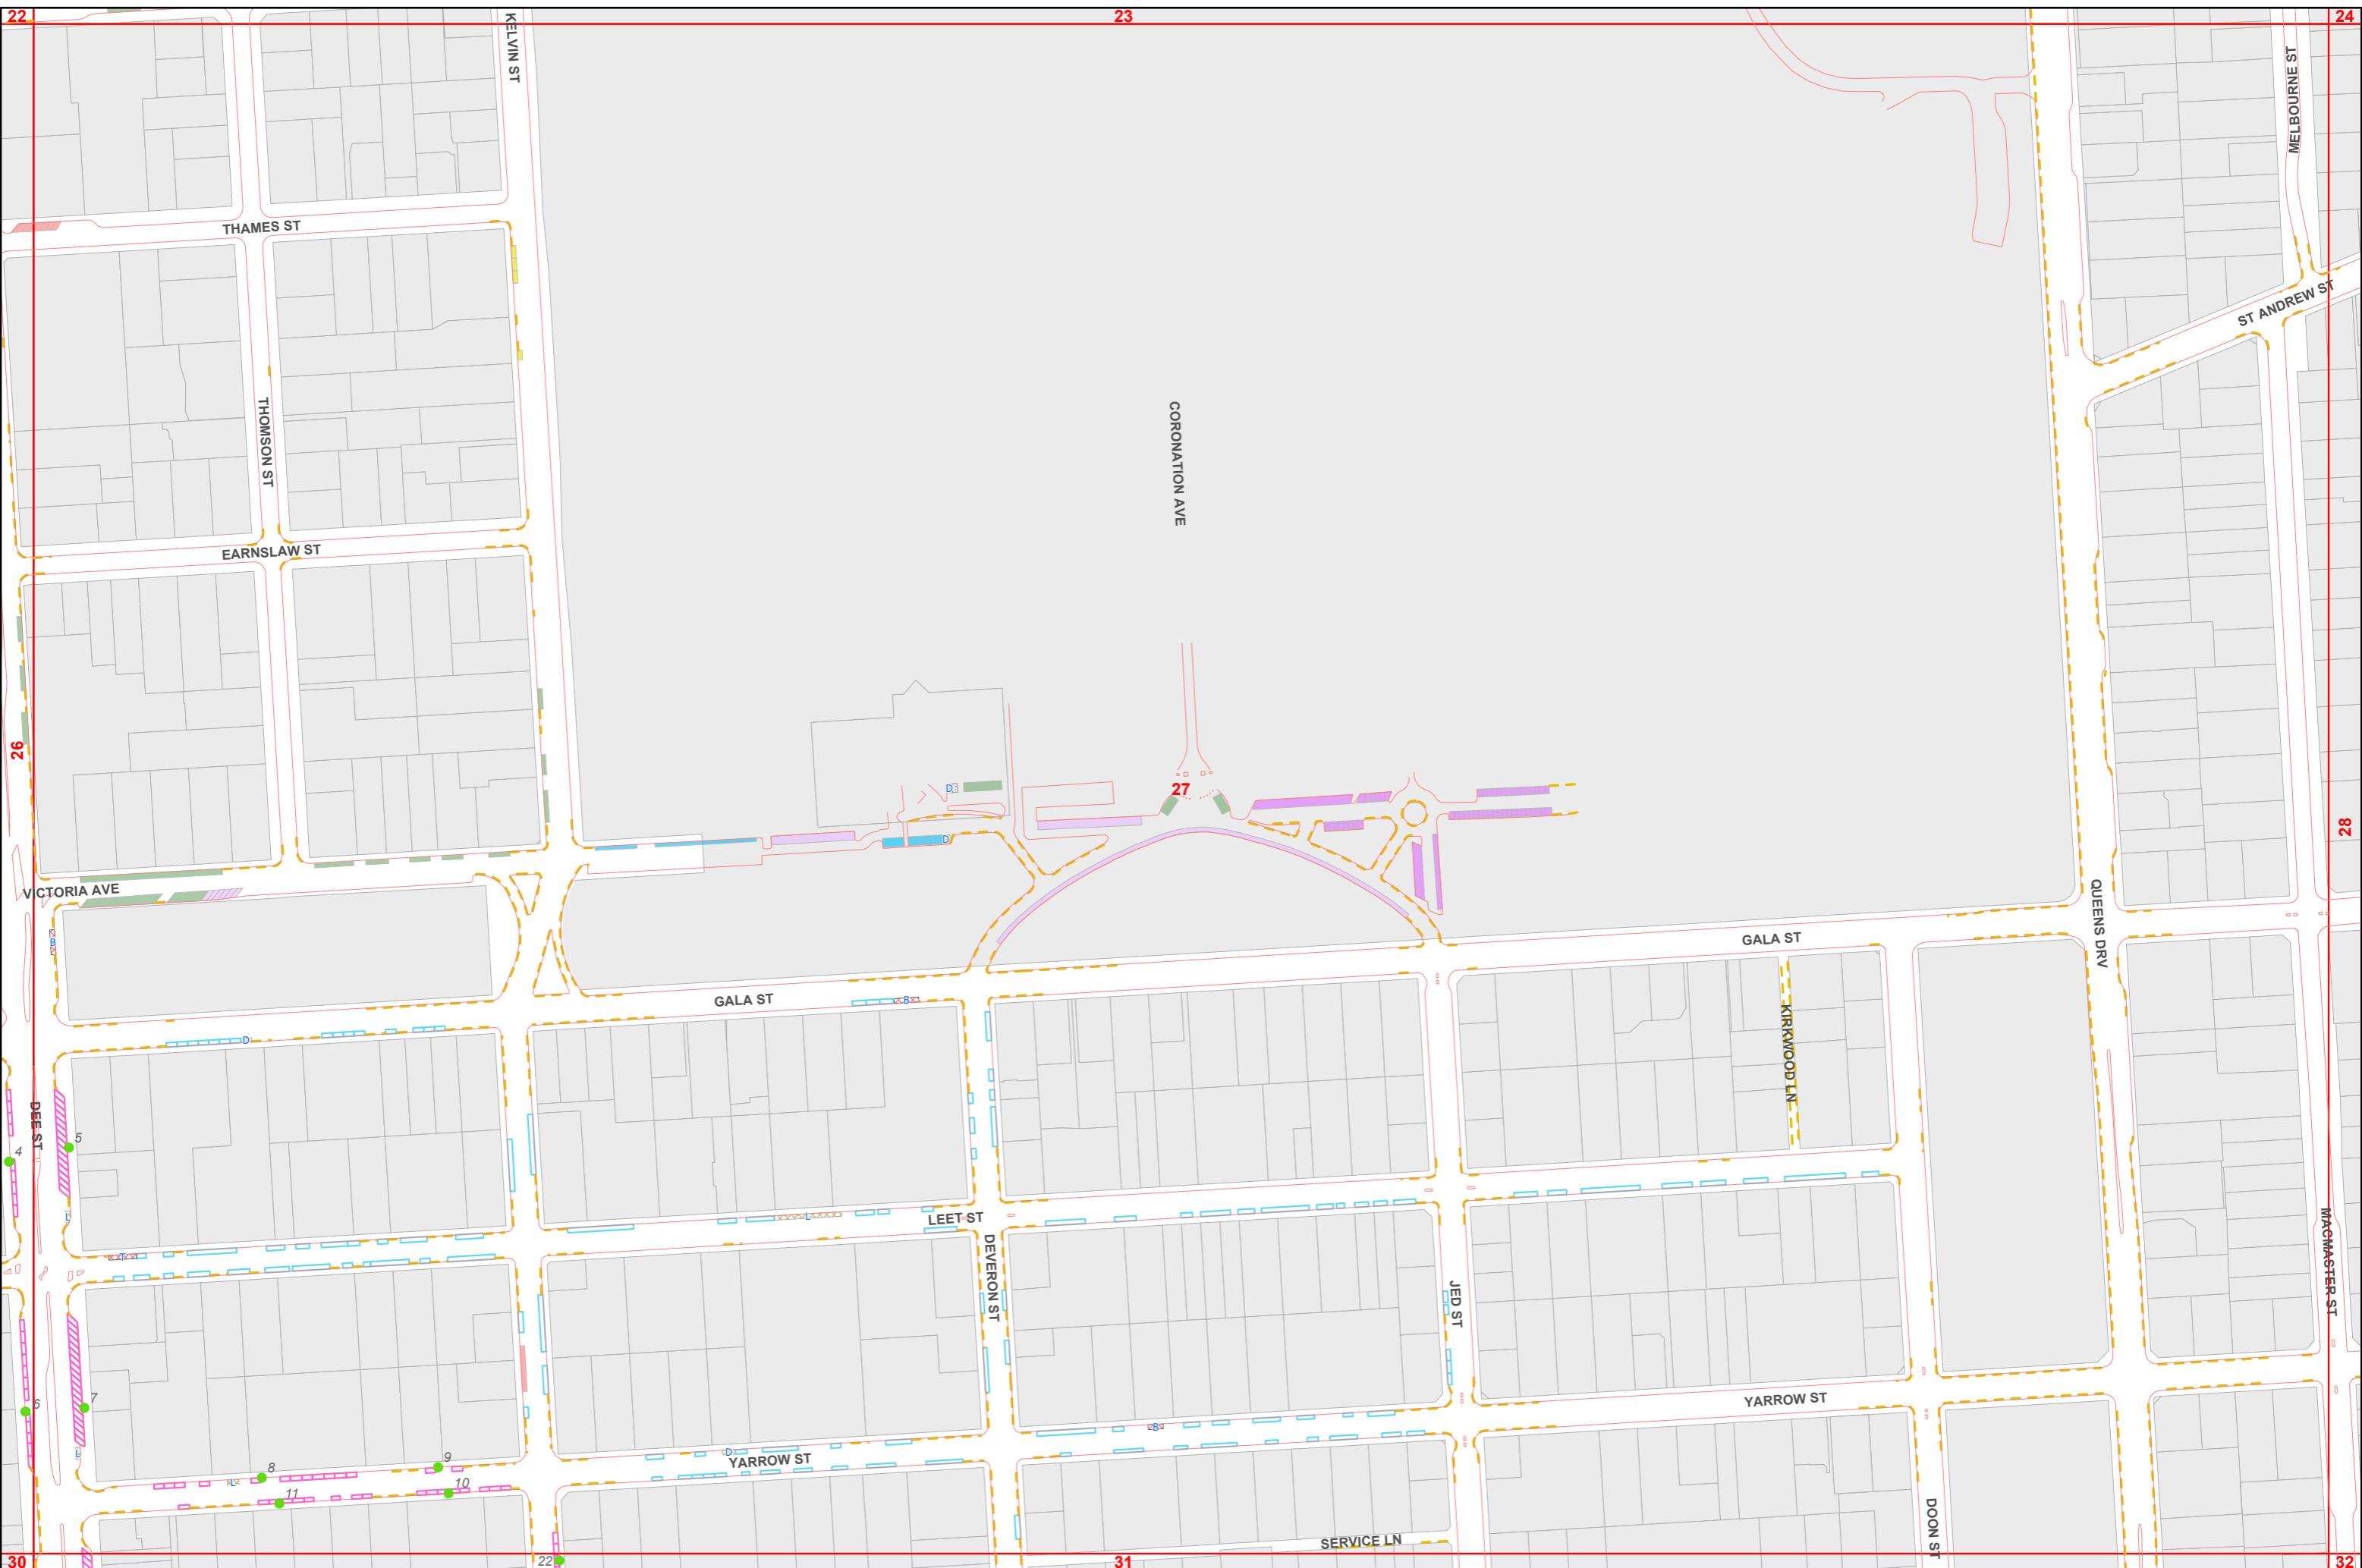 22
23
24
KELVIN ST
MELBOURNE ST
THAMES ST
ST ANDREW ST
THOMSON ST
CORONATION AVE
EARNSLAW ST
26
27
28
D
D
VICTORIA AVE
QUEENS DRV
B
GALA ST
GALA ST
B
D
KIRKWOOD LN
DEE ST
5
4
L
LEET ST
L
T
DEVERON ST
JED ST
MACMASTER ST
6
7
L
YARROW ST
B
D
YARROW ST
9
8
L
10
11
DOON ST
SERVICE LN
22
30
31
32